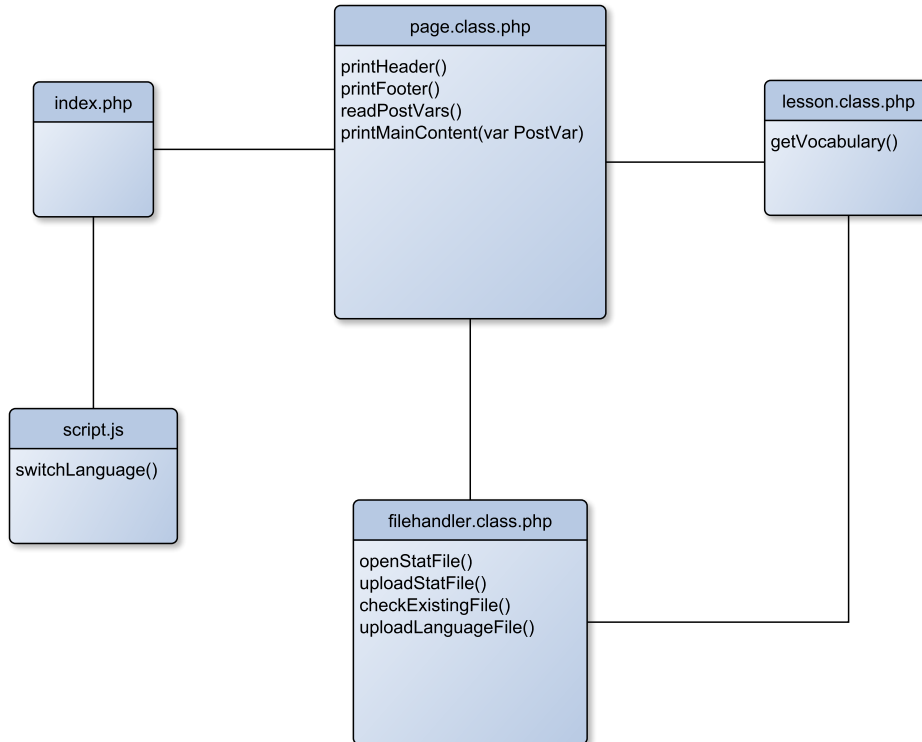 page.class.php
printHeader()
printFooter()
readPostVars()
printMainContent(var PostVar)
index.php
lesson.class.php
getVocabulary()
script.js
switchLanguage()
filehandler.class.php
openStatFile()
uploadStatFile()
checkExistingFile()
uploadLanguageFile()